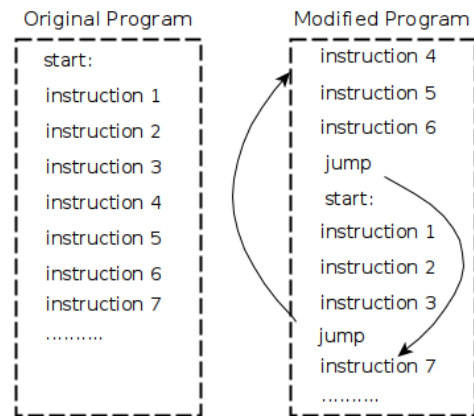 Original Program
start:
instruction 1
instruction 2
instruction 3
instruction 4
instruction 5
instruction 6
instruction 7
..........
Modified Program
instruction 4
instruction 5
instruction 6
jump
start:
instruction 1
instruction 2
instruction 3
jump
instruction 7
..........